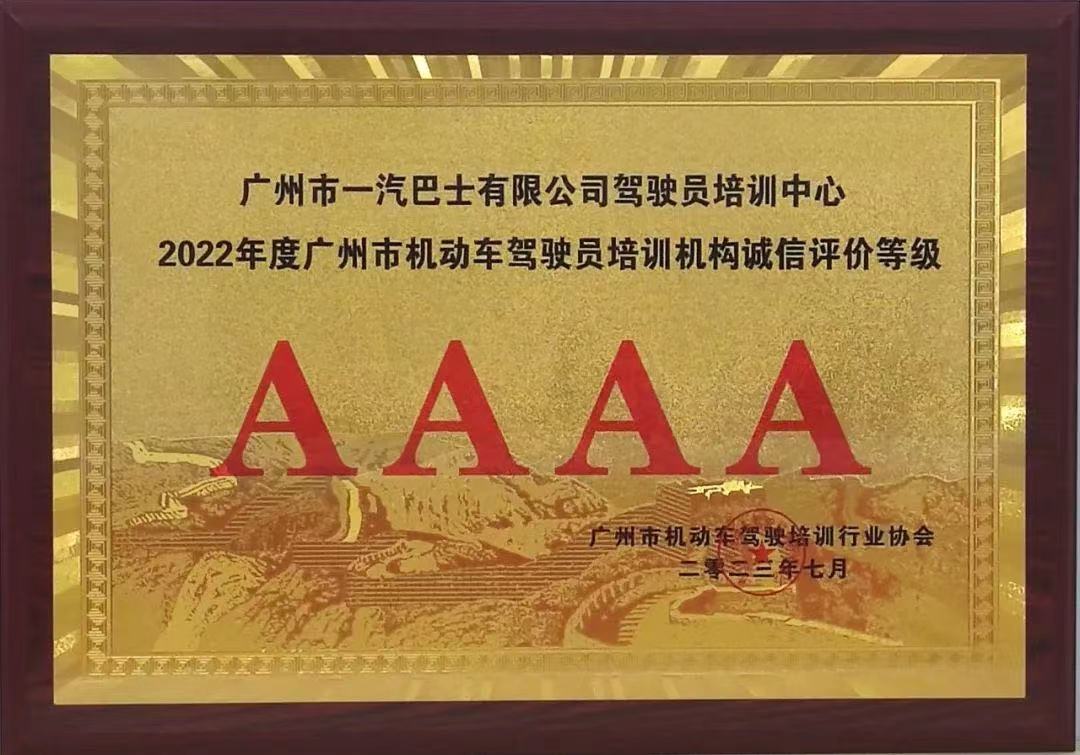 广州市一汽巴士有限公司驾驶员培训中心
2022年度广州市机动车驾驶员培训机构诚信评价等级
AAAA
广州市机动车驾驶培训行业协会
二零二三年七月